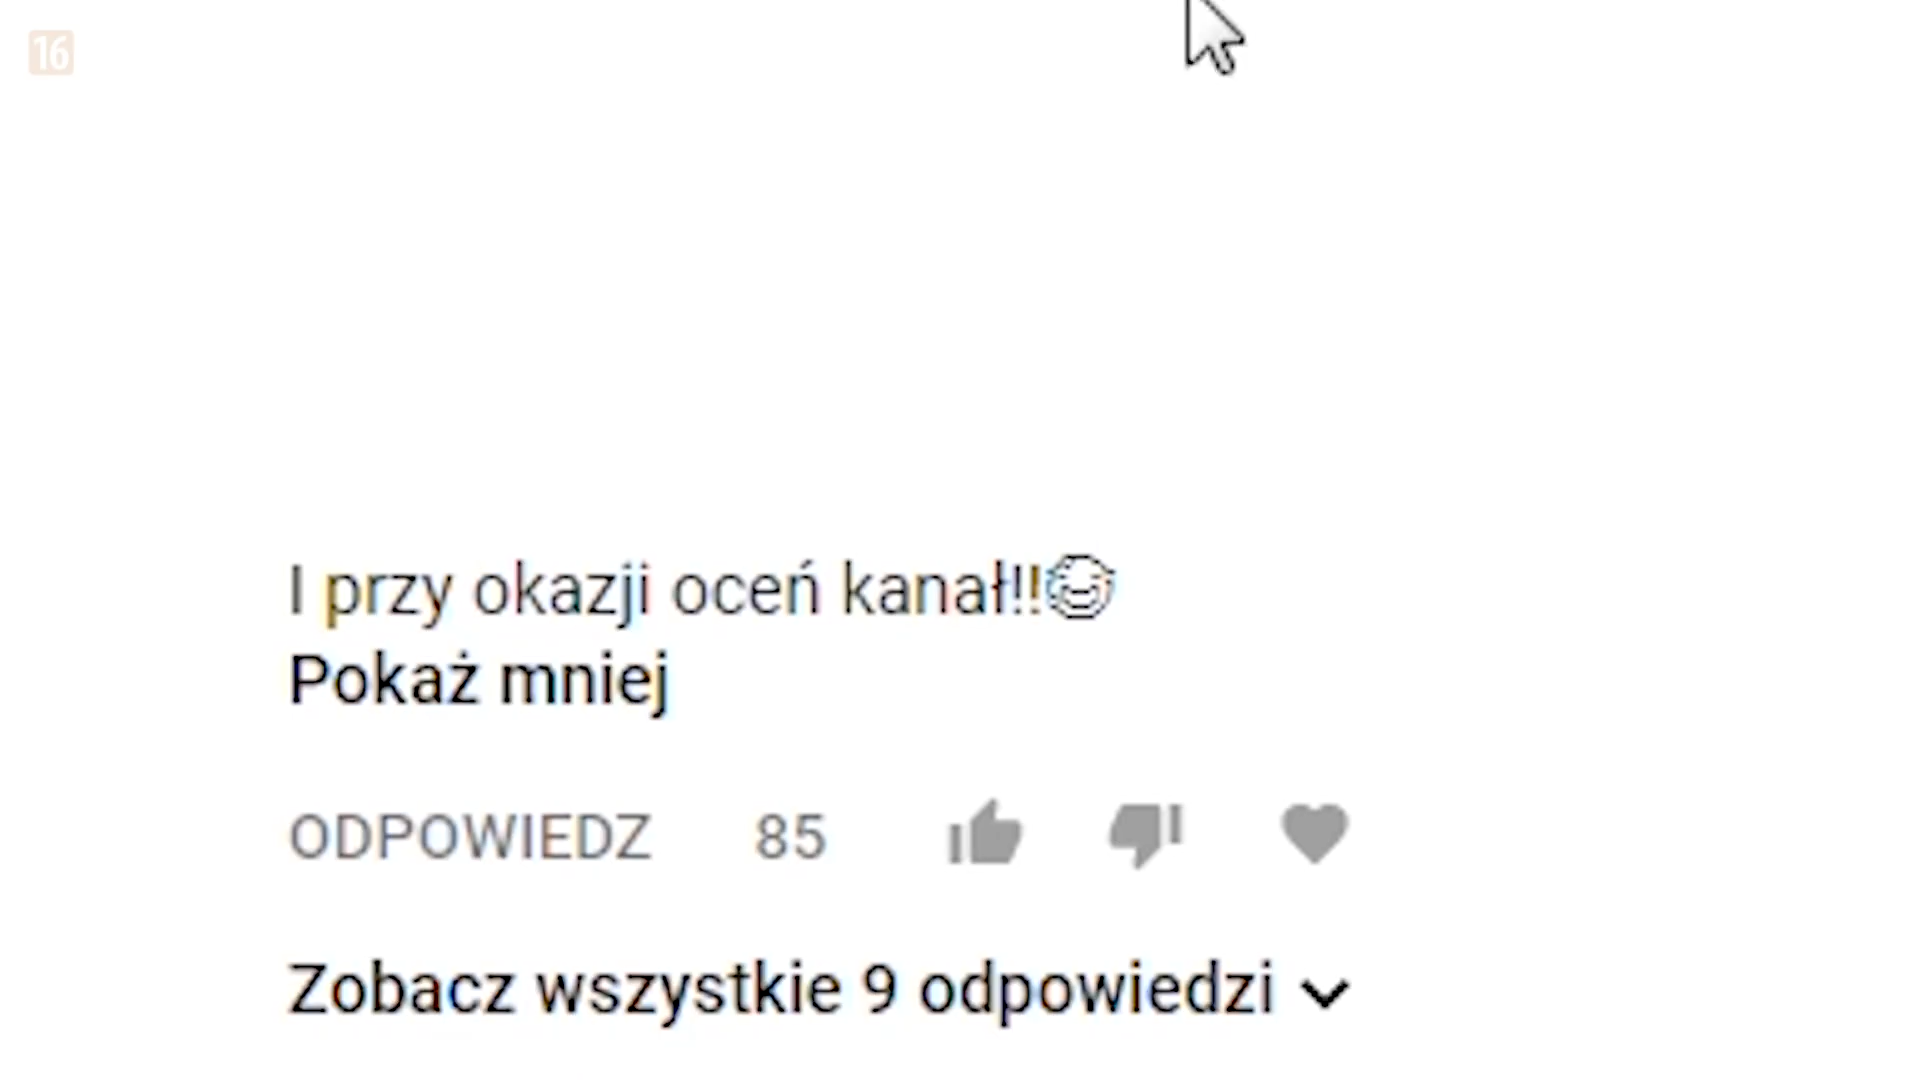 16
I przy okazji oceń kanał!!😂
Pokaż mniej
ODPOWIEDZ 85
Zobacz wszystkie 9 odpowiedzi